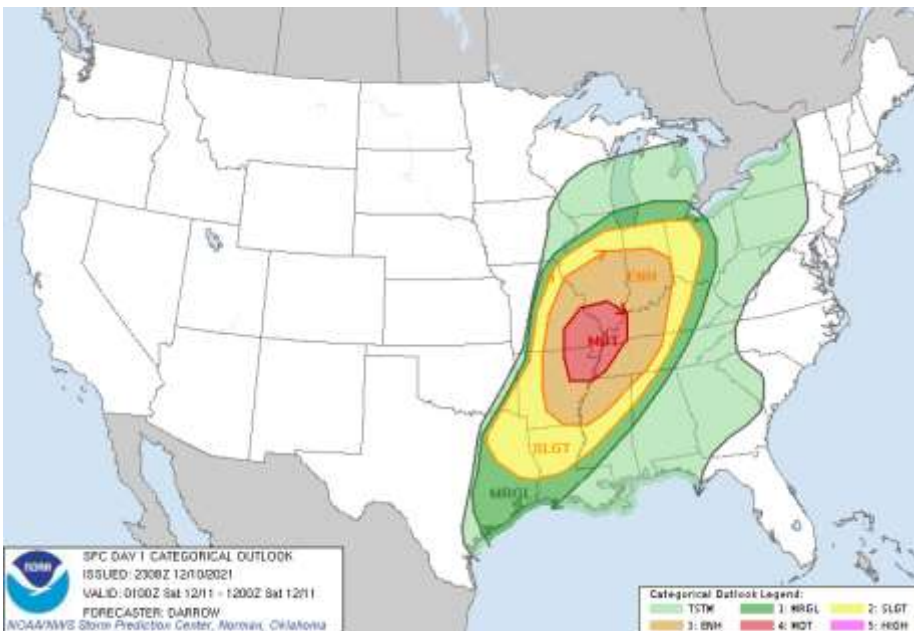 ENH
MDT
SLGT
MRGL
NOAA
SPC DAY 1 CATEGORICAL OUTLOOK
ISSUED: 2308Z 12/10/2021
VALID: 0100Z Sat 12/11 - 1200Z Sat 12/11
FORECASTER: DARROW
NOAA/NWS Storm Prediction Center, Norman, Oklahoma
Categorical Outlook Legend:
TSTM 1: MRGL 2: SLGT
3: ENH 4: MDT 5: HIGH